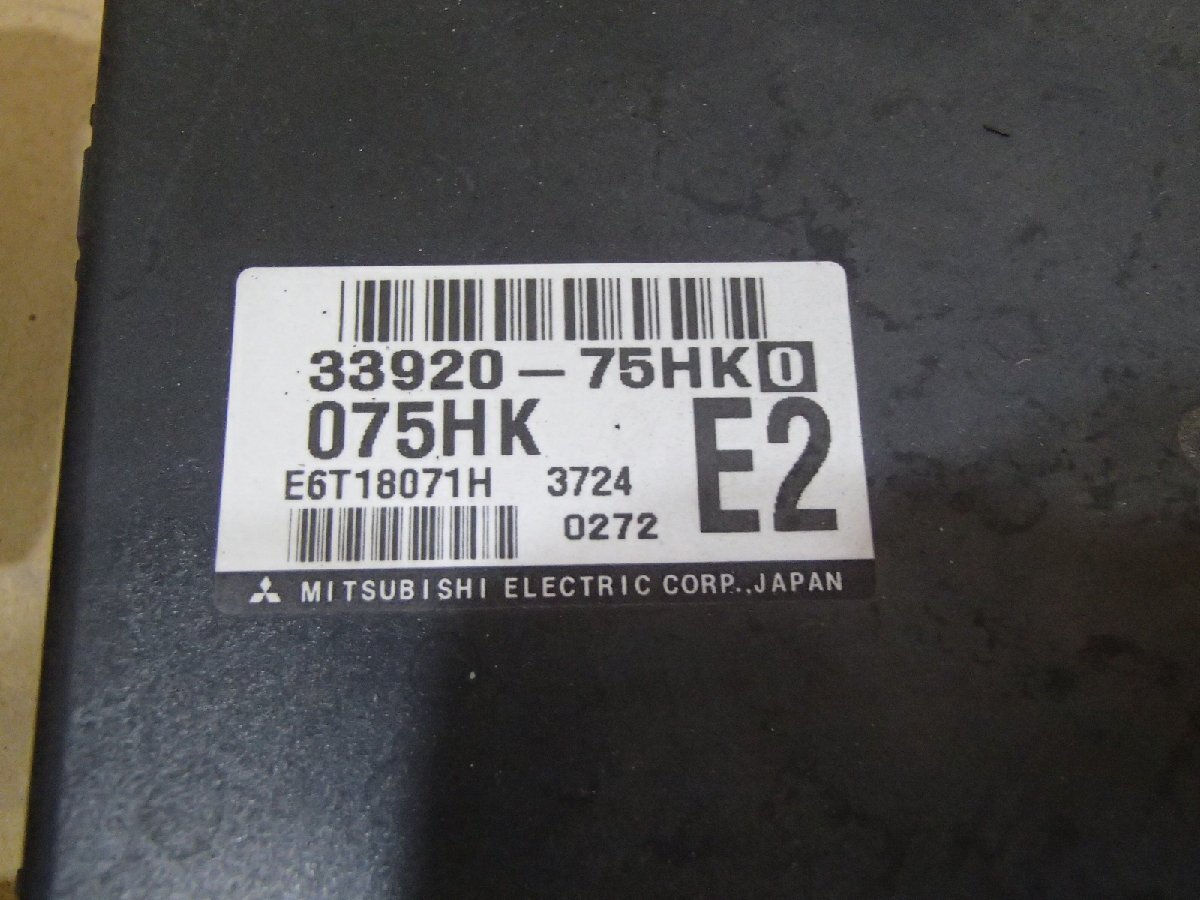 33920-75HK0
075HK
E2
E6T18071H 3724
0272
MITSUBISHI ELECTRIC CORP.,JAPAN